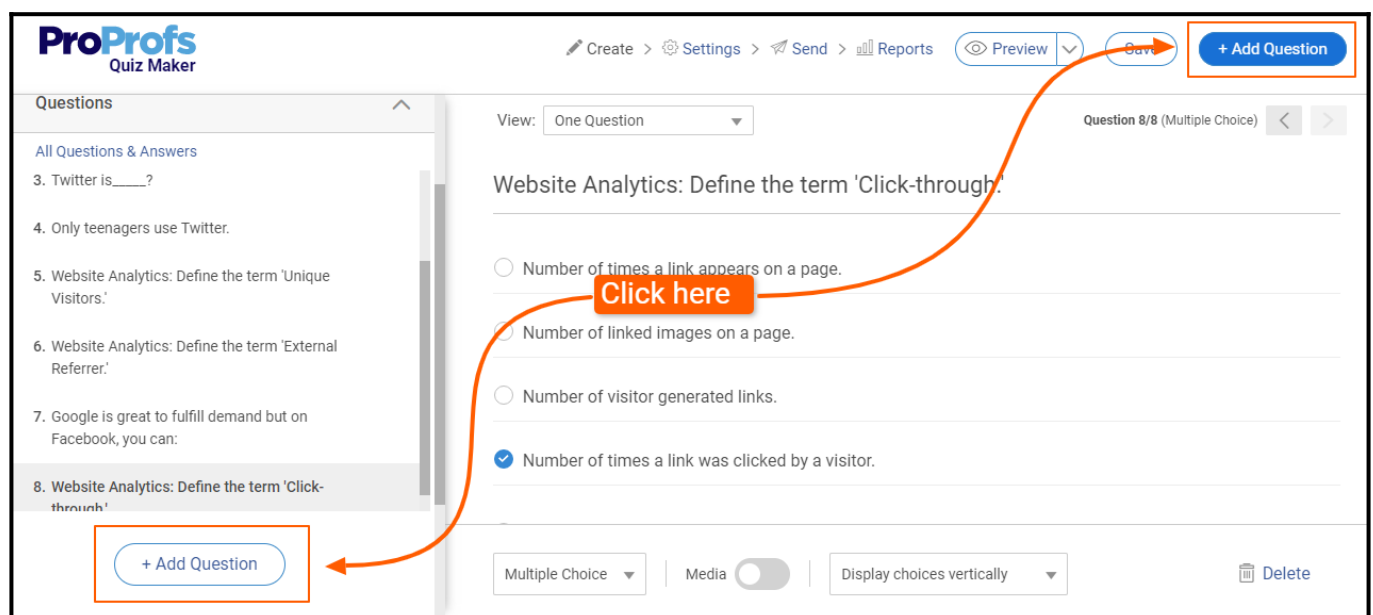 ProProfs
Quiz Maker
Create > Settings > Send > Reports
Preview
Save
+ Add Question
Questions
All Questions & Answers
3. Twitter is_____?
4. Only teenagers use Twitter.
5. Website Analytics: Define the term 'Unique
Visitors.'
6. Website Analytics: Define the term 'External
Referrer.'
7. Google is great to fulfill demand but on
Facebook, you can:
8. Website Analytics: Define the term 'Click-
through.'
+ Add Question
View: One Question
Question 8/8 (Multiple Choice) < >
Website Analytics: Define the term 'Click-through.'
Number of times a link appears on a page.
Click here
Number of linked images on a page.
Number of visitor generated links.
Number of times a link was clicked by a visitor.
Multiple Choice
Media
Display choices vertically
Delete